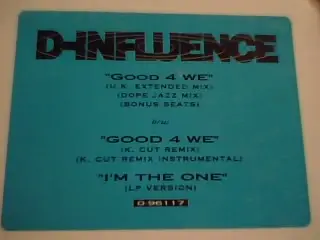 D-INFLUENCE
"GOOD 4 WE"
(U.K. EXTENDED MIX)
(DOPE JAZZ MIX)
(BONUS BEATS)
"GOOD 4 WE"
(K. CUT REMIX)
(K. CUT REMIX INSTRUMENTAL)
"I'M THE ONE"
(LP VERSION)
0-96117